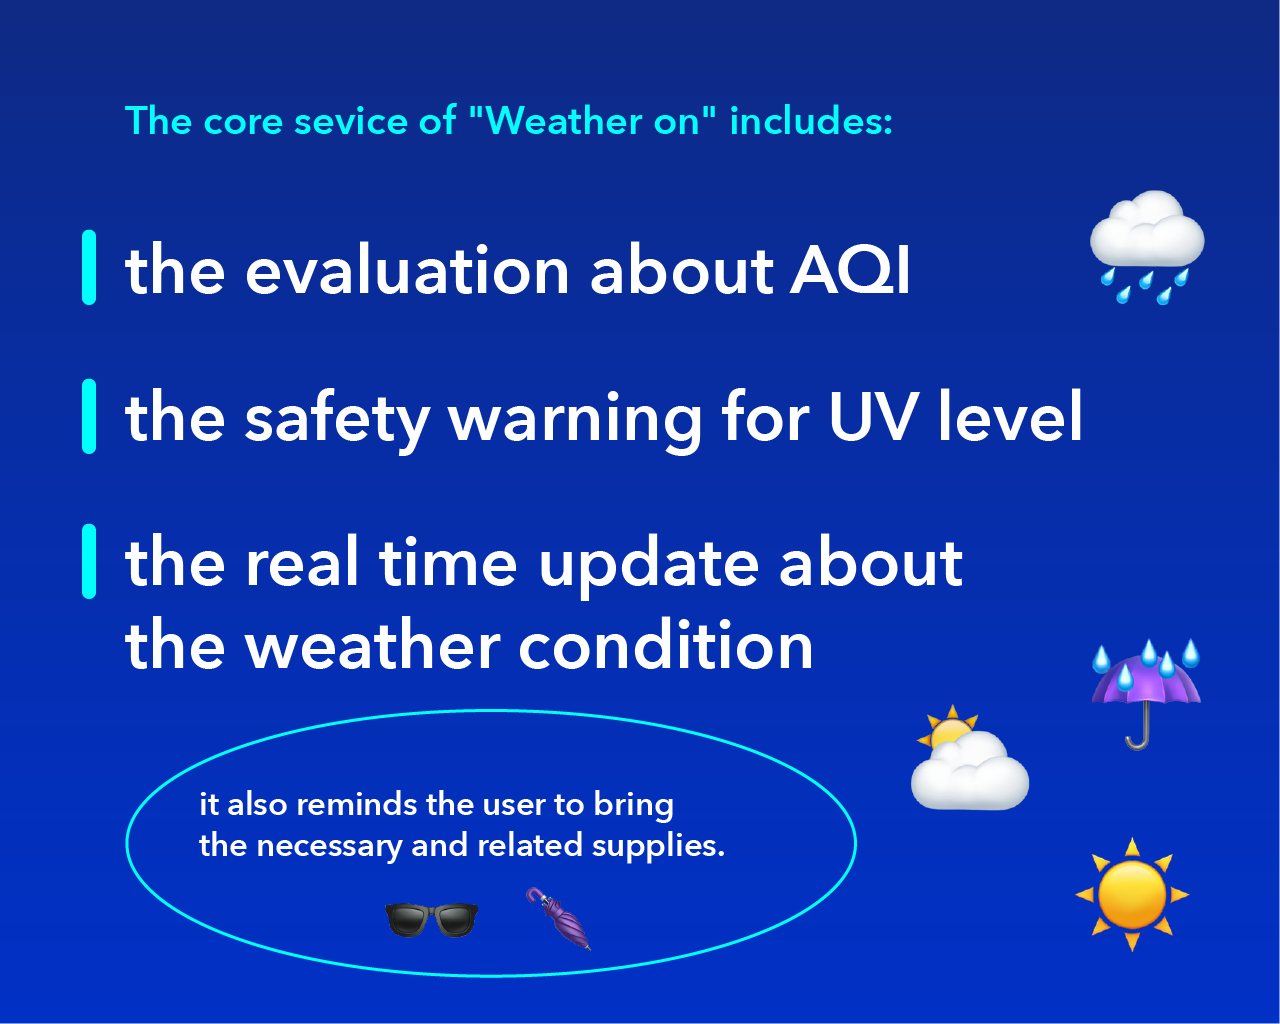 The core sevice of "Weather on" includes:
the evaluation about AQI
the safety warning for UV level
the real time update about
the weather condition
it also reminds the user to bring
the necessary and related supplies.